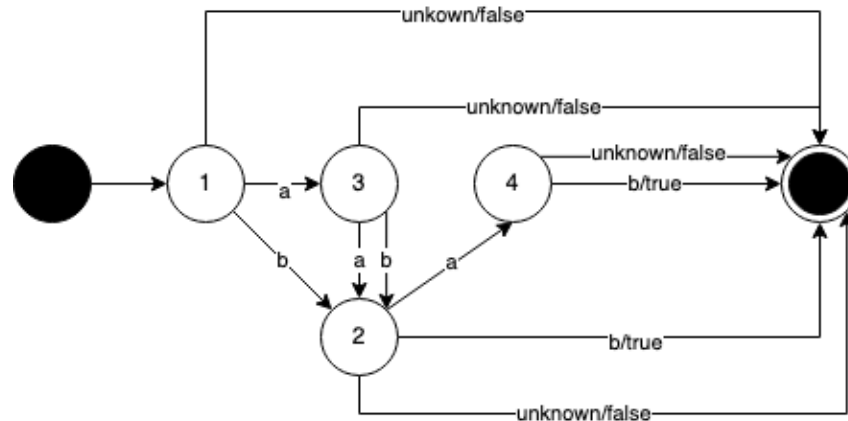 unkown/false
unknown/false
unknown/false
1
a
3
4
b/true
b
a
b
a
2
b/true
unknown/false